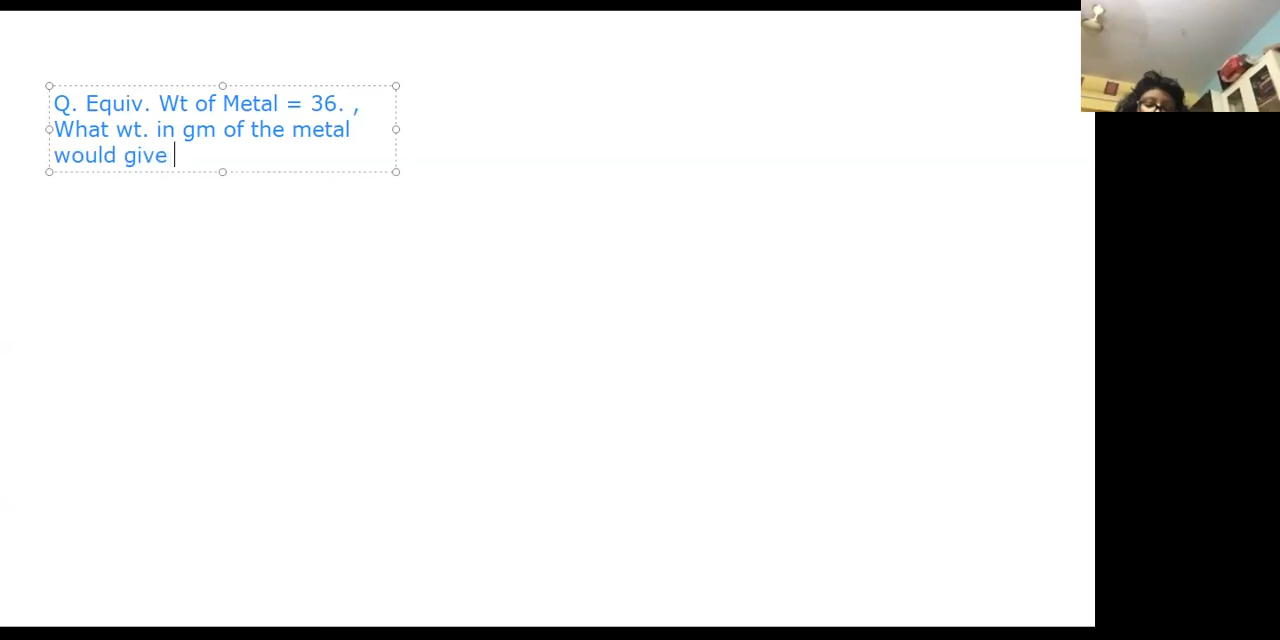 Q. Equiv. Wt of Metal = 36. ,
What wt. in gm of the metal
would give